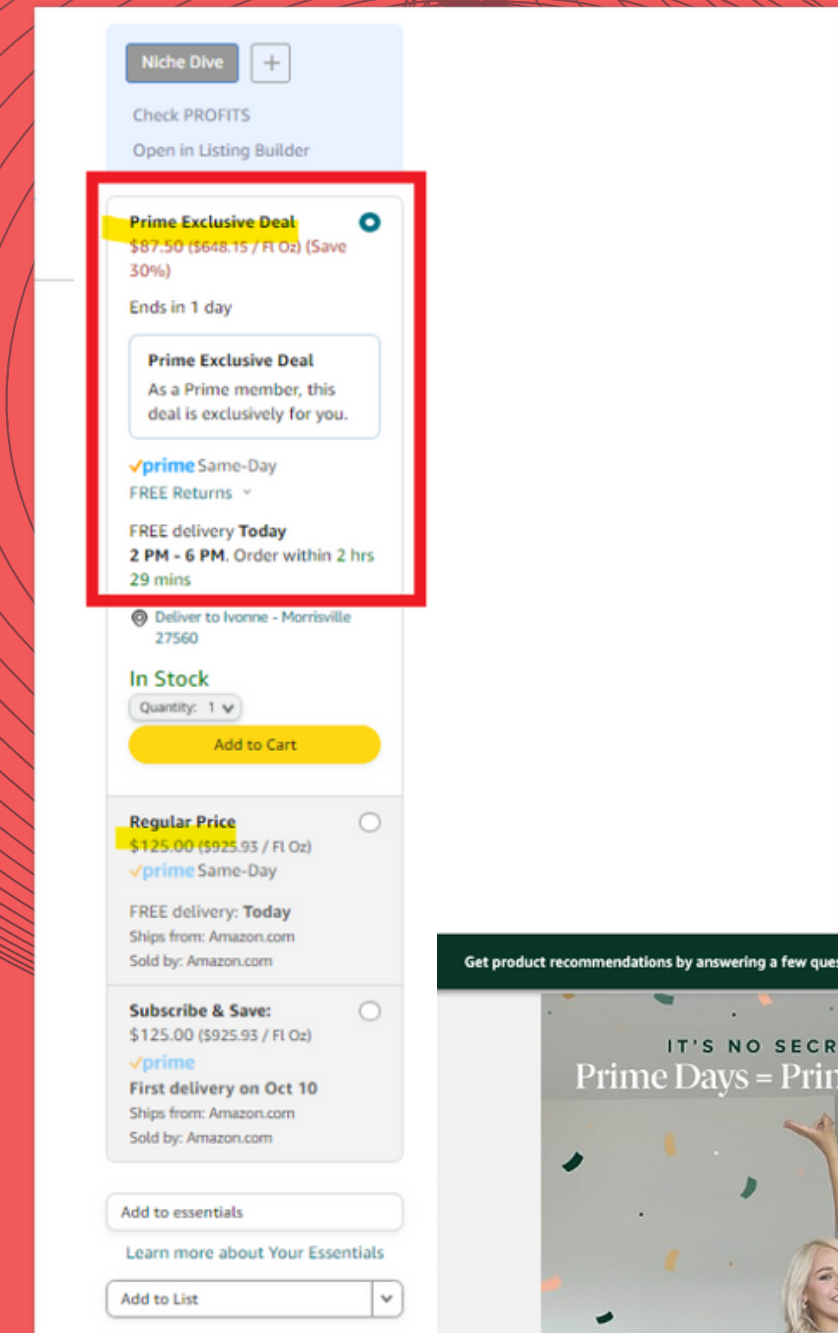 Niche Dive +
Check PROFITS
Open in Listing Builder
Prime Exclusive Deal
$87.50 ($648.15 / Fl Oz) (Save
30%)
Ends in 1 day
Prime Exclusive Deal
As a Prime member, this
deal is exclusively for you.
prime Same-Day
FREE Returns
FREE delivery Today
2 PM - 6 PM. Order within 2 hrs
29 mins
Deliver to Ivonne - Morrisville
27560
In Stock
Quantity: 1
Add to Cart
Regular Price
$125.00 ($925.93 / Fl Oz)
prime Same-Day
FREE delivery: Today
Ships from: Amazon.com
Sold by: Amazon.com
Subscribe & Save:
$125.00 ($925.93 / Fl Oz)
prime
First delivery on Oct 10
Ships from: Amazon.com
Sold by: Amazon.com
Add to essentials
Learn more about Your Essentials
Add to List
Get product recommendations by answering a few
IT'S NO
Prime Days =